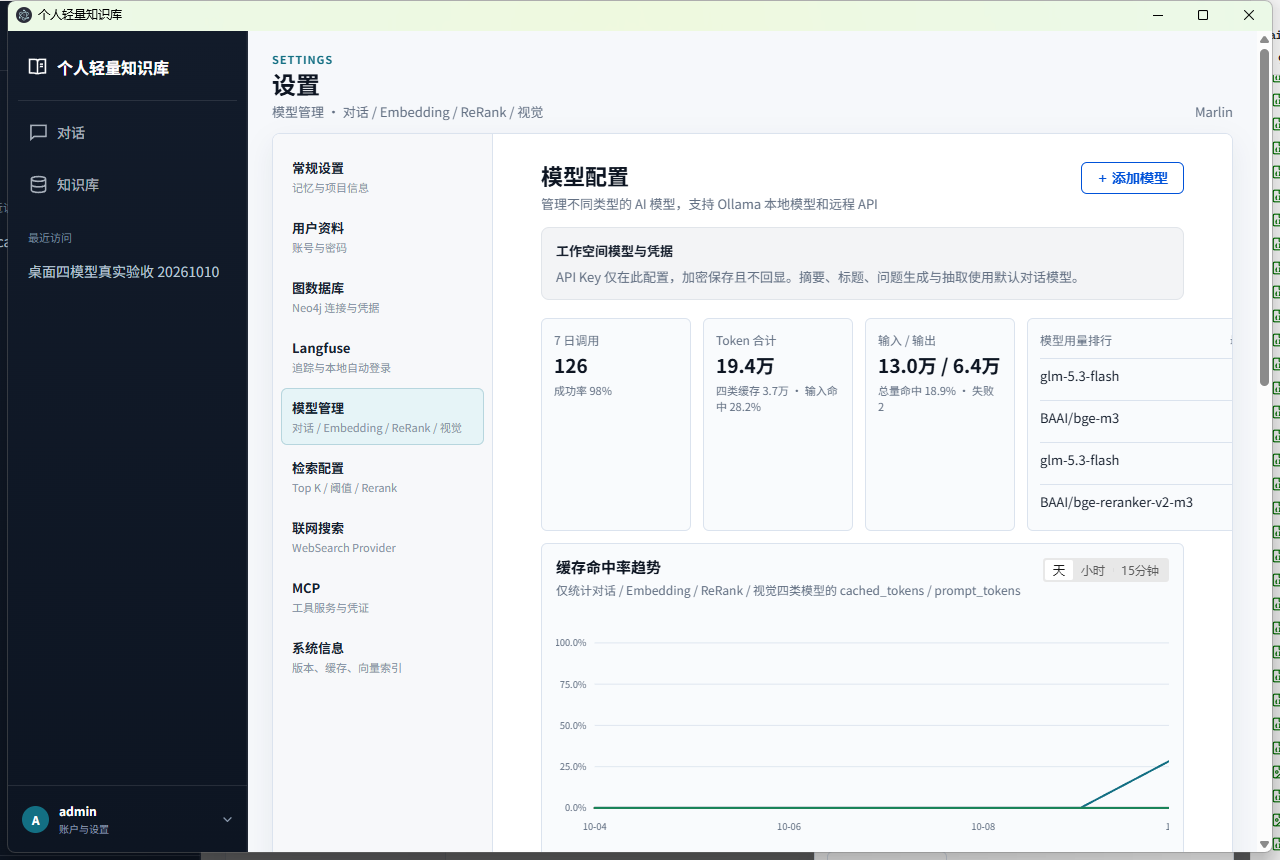 个人轻量知识库
个人轻量知识库
对话
知识库
最近访问
桌面四模型真实验收 20261010
A
admin
账户与设置
SETTINGS
设置
模型管理 · 对话 / Embedding / ReRank / 视觉
Marlin
常规设置
记忆与项目信息
用户资料
账号与密码
图数据库
Neo4j 连接与凭据
Langfuse
追踪与本地自动登录
模型管理
对话 / Embedding / ReRank / 视觉
检索配置
Top K / 阈值 / Rerank
联网搜索
WebSearch Provider
MCP
工具服务与凭证
系统信息
版本、缓存、向量索引
模型配置
+ 添加模型
管理不同类型的 AI 模型，支持 Ollama 本地模型和远程 API
工作空间模型与凭据
API Key 仅在此配置，加密保存且不回显。摘要、标题、问题生成与抽取使用默认对话模型。
7 日调用
126
成功率 98%
Token 合计
19.4万
四类缓存 3.7万 · 输入命
中 28.2%
输入 / 输出
13.0万 / 6.4万
总量命中 18.9% · 失败
2
模型用量排行
glm-5.3-flash
BAAI/bge-m3
glm-5.3-flash
BAAI/bge-reranker-v2-m3
缓存命中率趋势
天 小时 15分钟
仅统计对话 / Embedding / ReRank / 视觉四类模型的 cached_tokens / prompt_tokens
100.0%
75.0%
50.0%
25.0%
0.0%
10-04 10-06 10-08